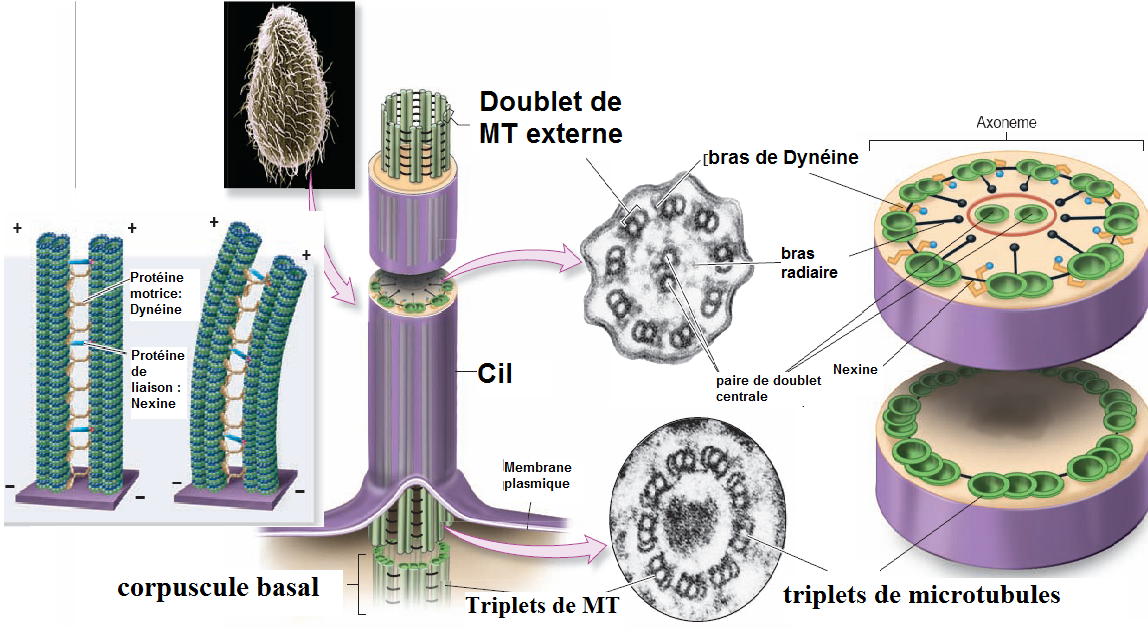 Doublet de
MT externe
Axoneme
[bras de Dynéine
bras
radiaire
+
+
+
+
Protéine
motrice:
Dynéine
Protéine
de
liaison :
Nexine
Cil
paire de doublet
centrale
Nexine
Membrane
plasmique
–
–
–
–
corpuscule basal
Triplets de MT
triplets de microtubules